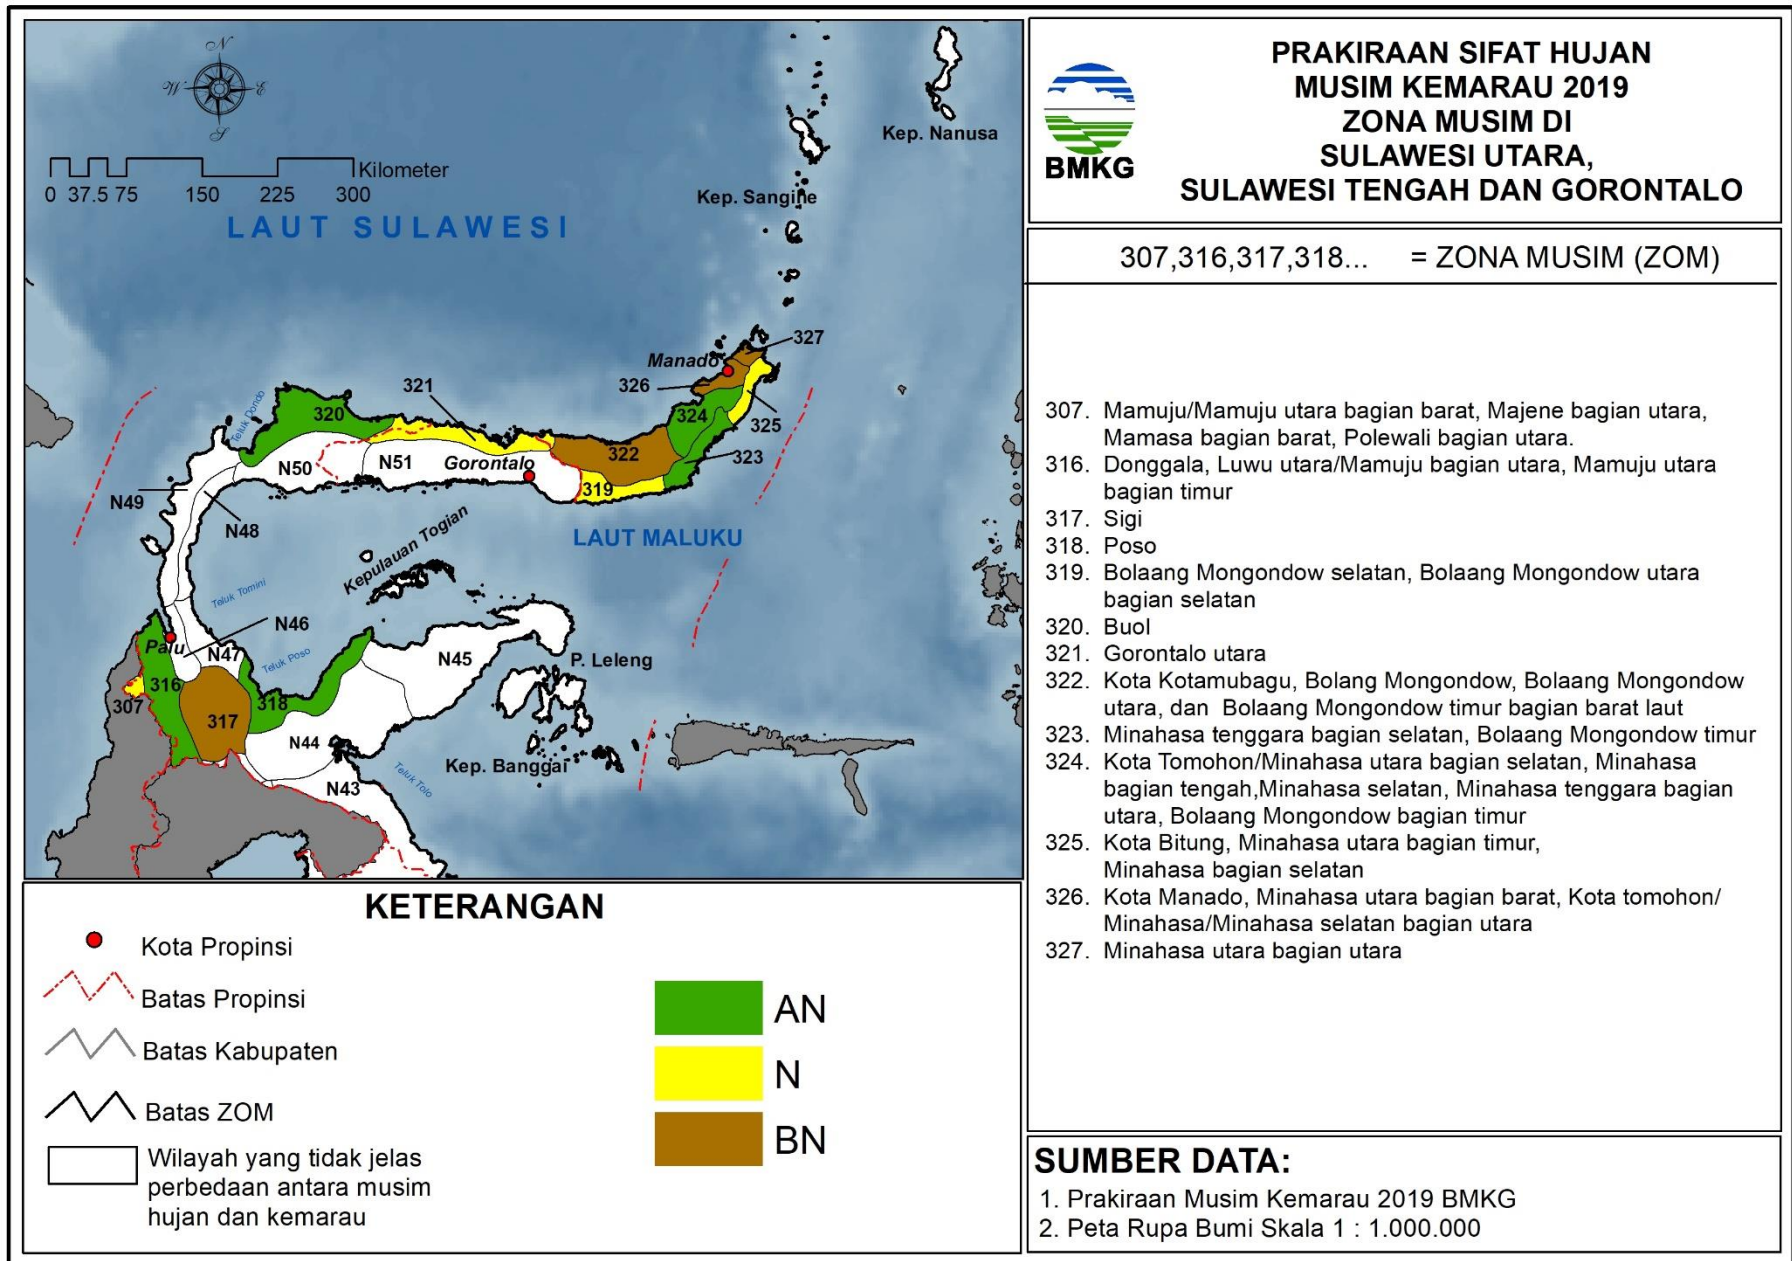 N
W
E
S
Kilometer
0 37.5 75 150 225 300
LAUT SULAWESI
Kep. Nanusa
Kep. Sangine
327
Manado
326
321
324
320
Teluk Dondo
325
322
323
N50
N51
Gorontalo
319
N49
N48
LAUT MALUKU
Kepulauan Togian
Teluk Tomini
N46
Palu
N47
Teluk Poso
N45
P. Leleng
316
307
318
317
N44
Kep. Banggai
Teluk Tolo
N43
BMKG
PRAKIRAAN SIFAT HUJAN
MUSIM KEMARAU 2019
ZONA MUSIM DI
SULAWESI UTARA,
SULAWESI TENGAH DAN GORONTALO
307,316,317,318... = ZONA MUSIM (ZOM)
307. Mamuju/Mamuju utara bagian barat, Majene bagian utara,
Mamasa bagian barat, Polewali bagian utara.
316. Donggala, Luwu utara/Mamuju bagian utara, Mamuju utara
bagian timur
317. Sigi
318. Poso
319. Bolaang Mongondow selatan, Bolaang Mongondow utara
bagian selatan
320. Buol
321. Gorontalo utara
322. Kota Kotamubagu, Bolang Mongondow, Bolaang Mongondow
utara, dan Bolaang Mongondow timur bagian barat laut
323. Minahasa tenggara bagian selatan, Bolaang Mongondow timur
324. Kota Tomohon/Minahasa utara bagian selatan, Minahasa
bagian tengah,Minahasa selatan, Minahasa tenggara bagian
utara, Bolaang Mongondow bagian timur
325. Kota Bitung, Minahasa utara bagian timur,
Minahasa bagian selatan
326. Kota Manado, Minahasa utara bagian barat, Kota tomohon/
Minahasa/Minahasa selatan bagian utara
327. Minahasa utara bagian utara
KETERANGAN
Kota Propinsi
Batas Propinsi
Batas Kabupaten
Batas ZOM
Wilayah yang tidak jelas
perbedaan antara musim
hujan dan kemarau
AN
N
BN
SUMBER DATA:
1. Prakiraan Musim Kemarau 2019 BMKG
2. Peta Rupa Bumi Skala 1 : 1.000.000